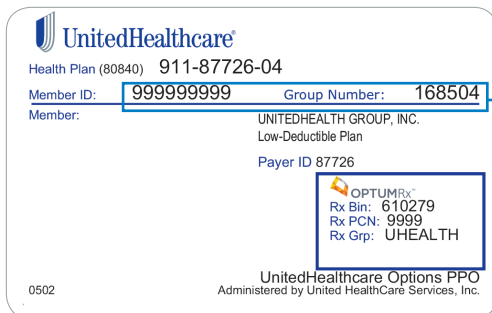 UnitedHealthcare®
Health Plan (80840) 911-87726-04
Member ID: 999999999 Group Number: 168504
Member: UNITEDHEALTH GROUP, INC.
Low-Deductible Plan
Payer ID 87726
OPTUMRx™
Rx Bin: 610279
Rx PCN: 9999
Rx Grp: UHEALTH
UnitedHealthcare Options PPO
0502 Administered by United HealthCare Services, Inc.